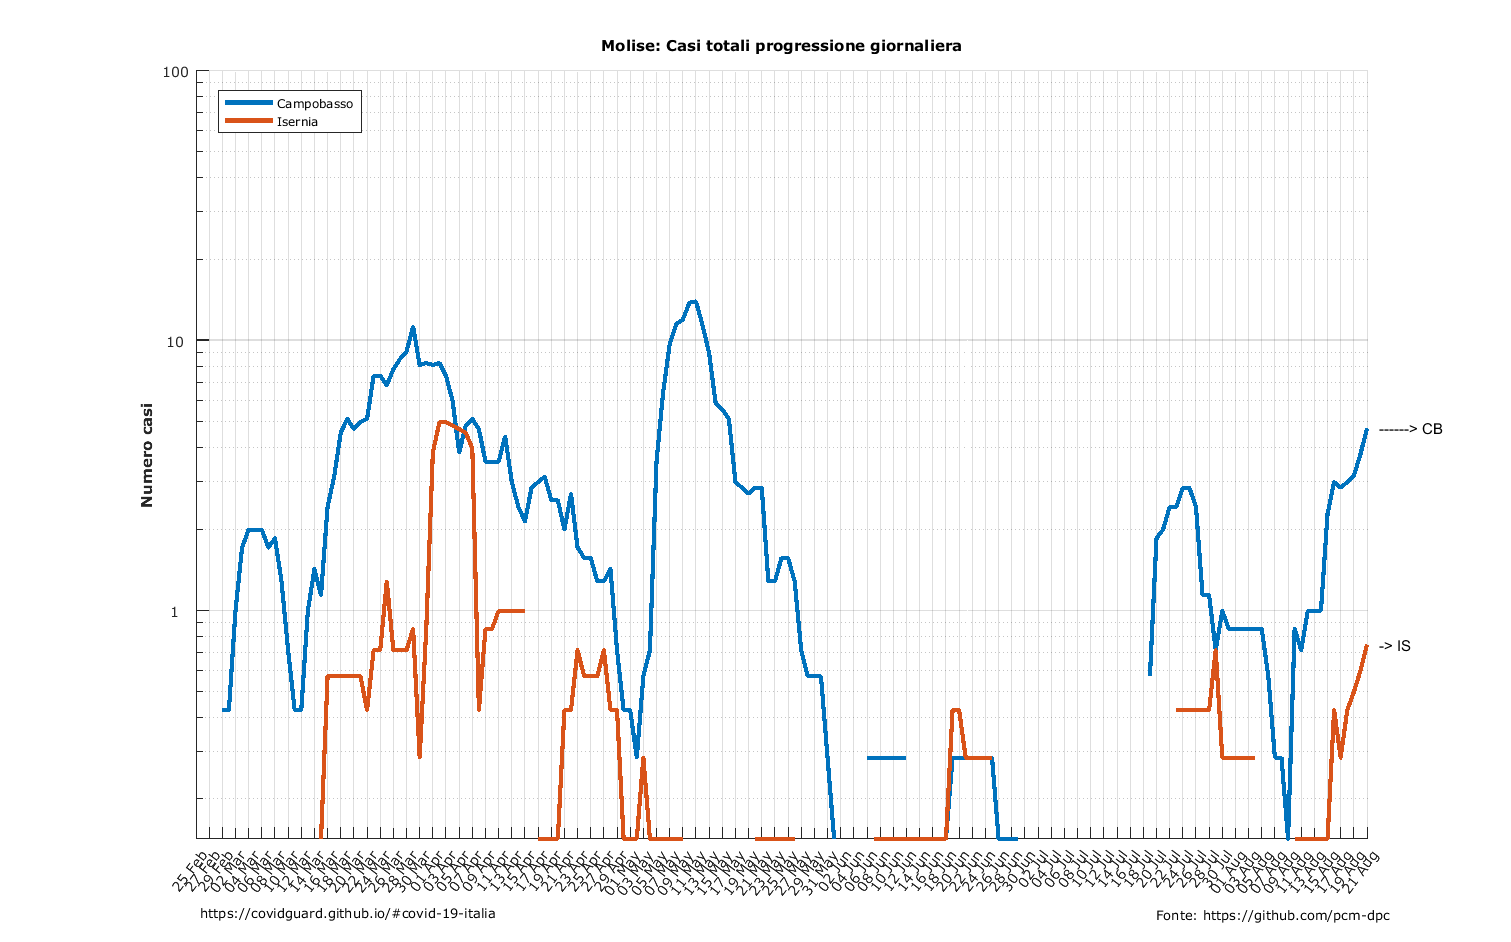 Molise: Casi totali progressione giornaliera
100
Campobasso
Isernia
10
------> CB
Numero casi
1
-> IS
25 Feb
27 Feb
29 Feb
02 Mar
04 Mar
06 Mar
08 Mar
10 Mar
12 Mar
14 Mar
16 Mar
18 Mar
20 Mar
22 Mar
24 Mar
26 Mar
28 Mar
30 Mar
01 Apr
03 Apr
05 Apr
07 Apr
09 Apr
11 Apr
13 Apr
15 Apr
17 Apr
19 Apr
21 Apr
23 Apr
25 Apr
27 Apr
29 Apr
01 May
03 May
05 May
07 May
09 May
11 May
13 May
15 May
17 May
19 May
21 May
23 May
25 May
27 May
29 May
31 May
02 Jun
04 Jun
06 Jun
08 Jun
10 Jun
12 Jun
14 Jun
16 Jun
18 Jun
20 Jun
22 Jun
24 Jun
26 Jun
28 Jun
30 Jun
02 Jul
04 Jul
06 Jul
08 Jul
10 Jul
12 Jul
14 Jul
16 Jul
18 Jul
20 Jul
22 Jul
24 Jul
26 Jul
28 Jul
30 Jul
01 Aug
03 Aug
05 Aug
07 Aug
09 Aug
11 Aug
13 Aug
15 Aug
17 Aug
19 Aug
21 Aug
https://covidguard.github.io/#covid-19-italia
Fonte: https://github.com/pcm-dpc